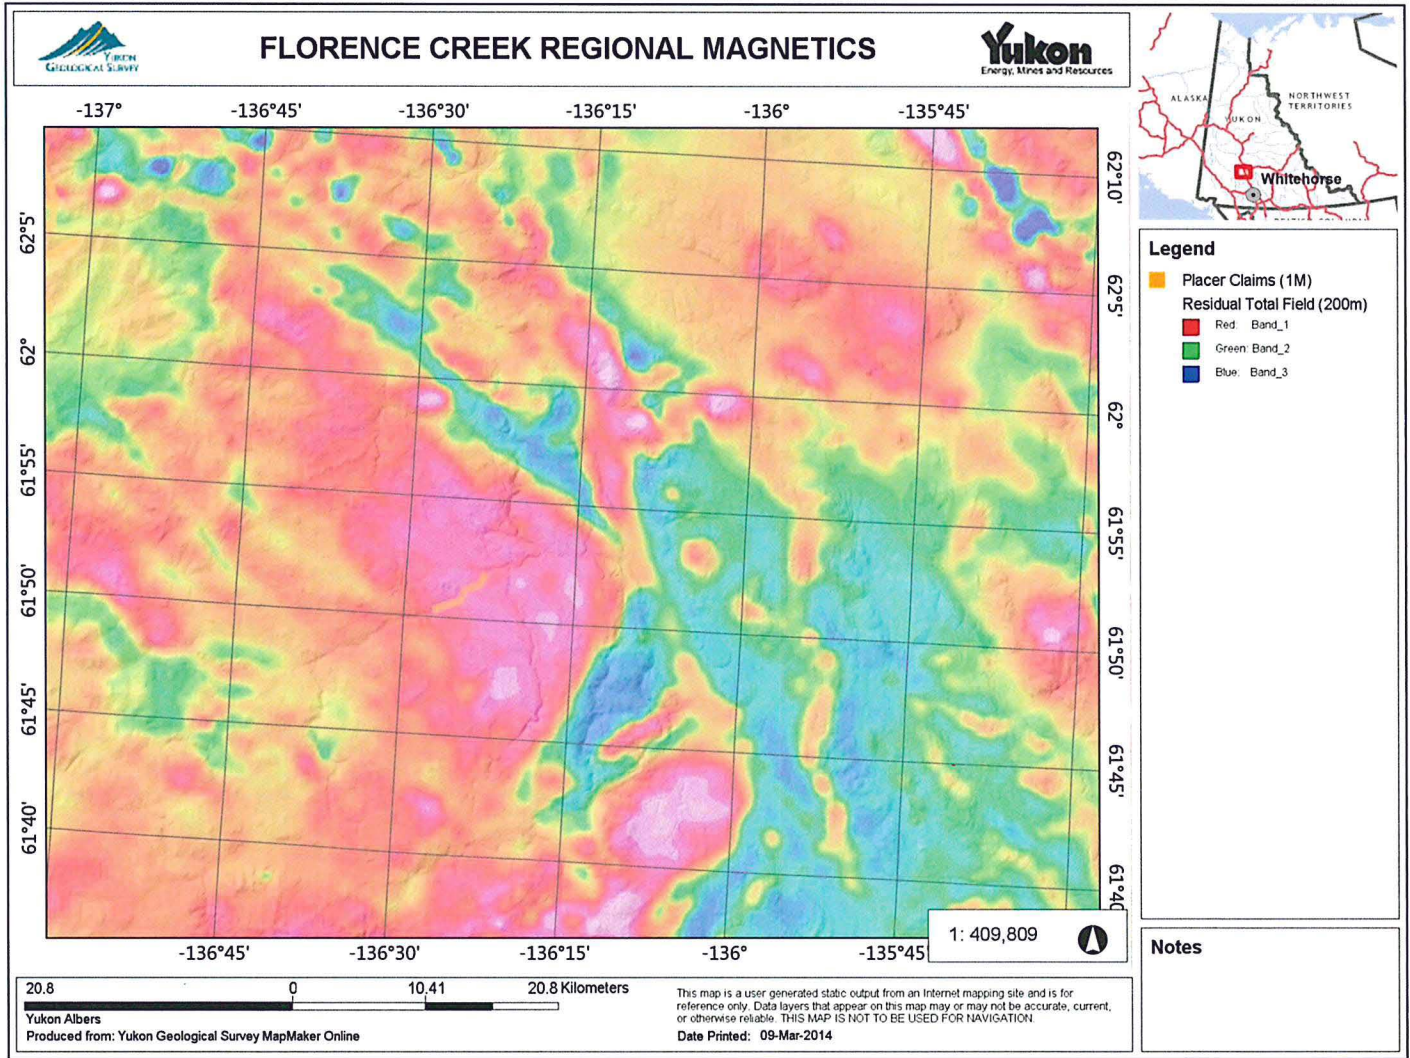 YUKON
GEOLOGICAL SURVEY
FLORENCE CREEK REGIONAL MAGNETICS
Yukon
Energy, Mines and Resources
ALASKA
YUKON
NORTHWEST
TERRITORIES
Whitehorse
-137° -136°45' -136°30' -136°15' -136° -135°45'
62°5'
62°
61°55'
61°50'
61°45'
61°40'
62°10'
62°5'
62°
61°55'
61°50'
61°45'
61°40'
-136°45' -136°30' -136°15' -136° -135°45'
1: 409,809
Legend
Placer Claims (1M)
Residual Total Field (200m)
Red: Band_1
Green: Band_2
Blue: Band_3
Notes
20.8 0 10.41 20.8 Kilometers
Yukon Albers
Produced from: Yukon Geological Survey MapMaker Online
This map is a user generated static output from an Internet mapping site and is for
reference only. Data layers that appear on this map may or may not be accurate, current,
or otherwise reliable. THIS MAP IS NOT TO BE USED FOR NAVIGATION.
Date Printed: 09-Mar-2014